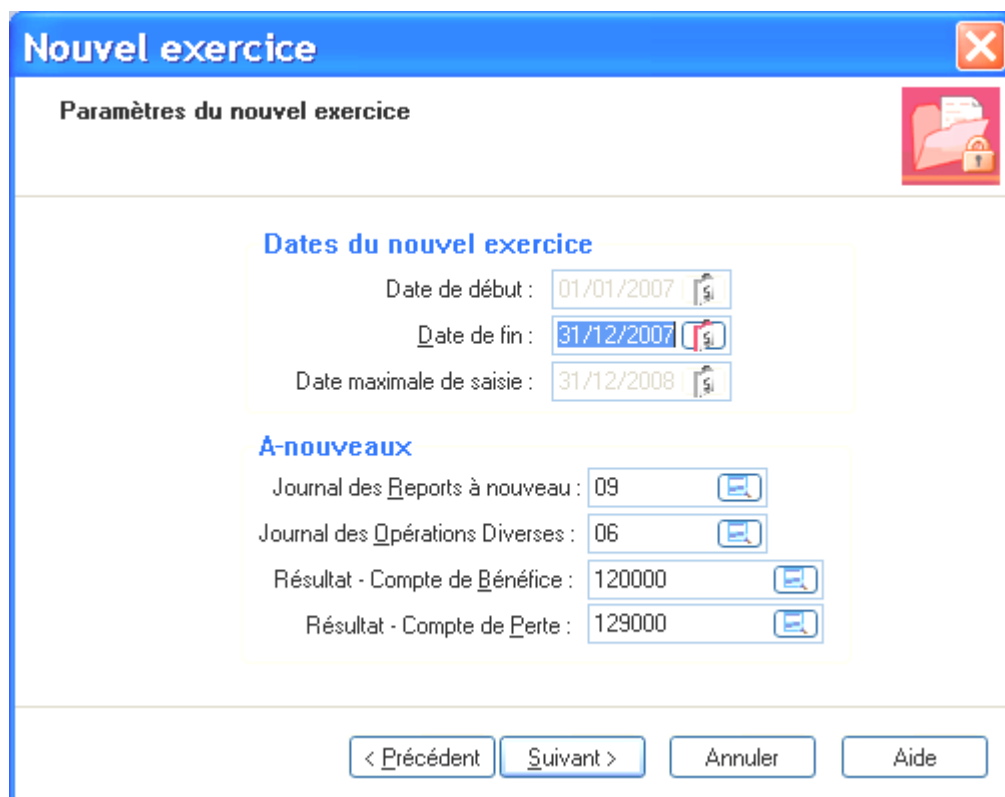 Nouvel exercice
Paramètres du nouvel exercice
Dates du nouvel exercice
Date de début : 01/01/2007
Date de fin : 31/12/2007
Date maximale de saisie : 31/12/2008
A-nouveaux
Journal des Reports à nouveau : 09
Journal des Opérations Diverses : 06
Résultat - Compte de Bénéfice : 120000
Résultat - Compte de Perte : 129000
< Précédent Suivant > Annuler Aide